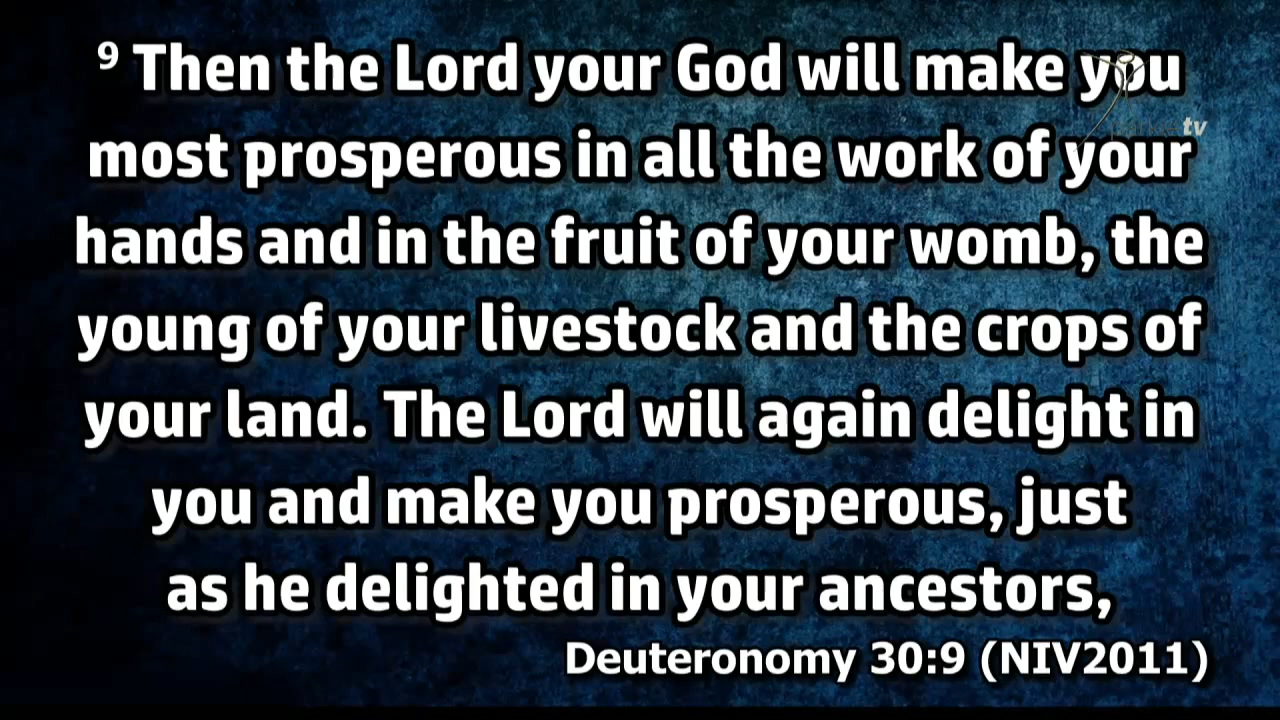 9 Then the Lord your God will make you
most prosperous in all the work of your
hands and in the fruit of your womb, the
young of your livestock and the crops of
your land. The Lord will again delight in
you and make you prosperous, just
as he delighted in your ancestors,
Deuteronomy 30:9 (NIV2011)
tv